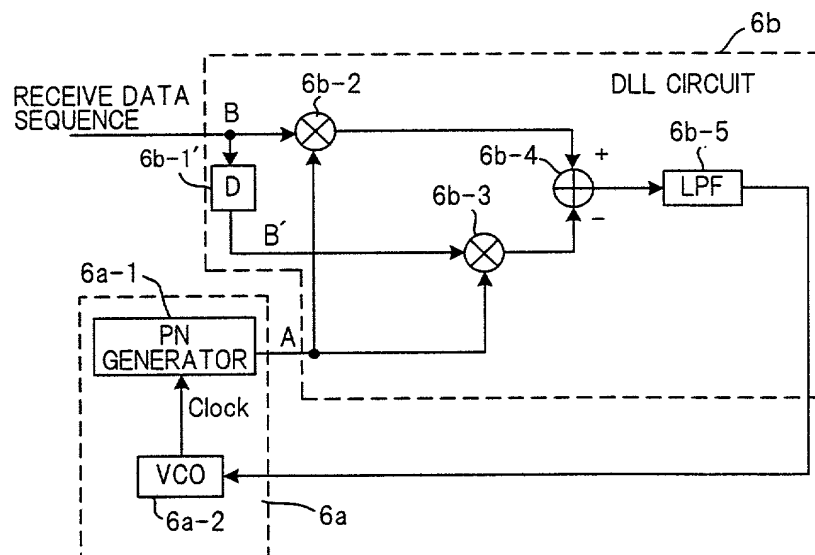 6b
6b-2
DLL CIRCUIT
RECEIVE DATA
SEQUENCE
B
6b-5
6b-1′
6b-4
+
D
LPF
6b-3
−
B′
6a-1
PN
GENERATOR
A
Clock
VCO
6a-2
6a